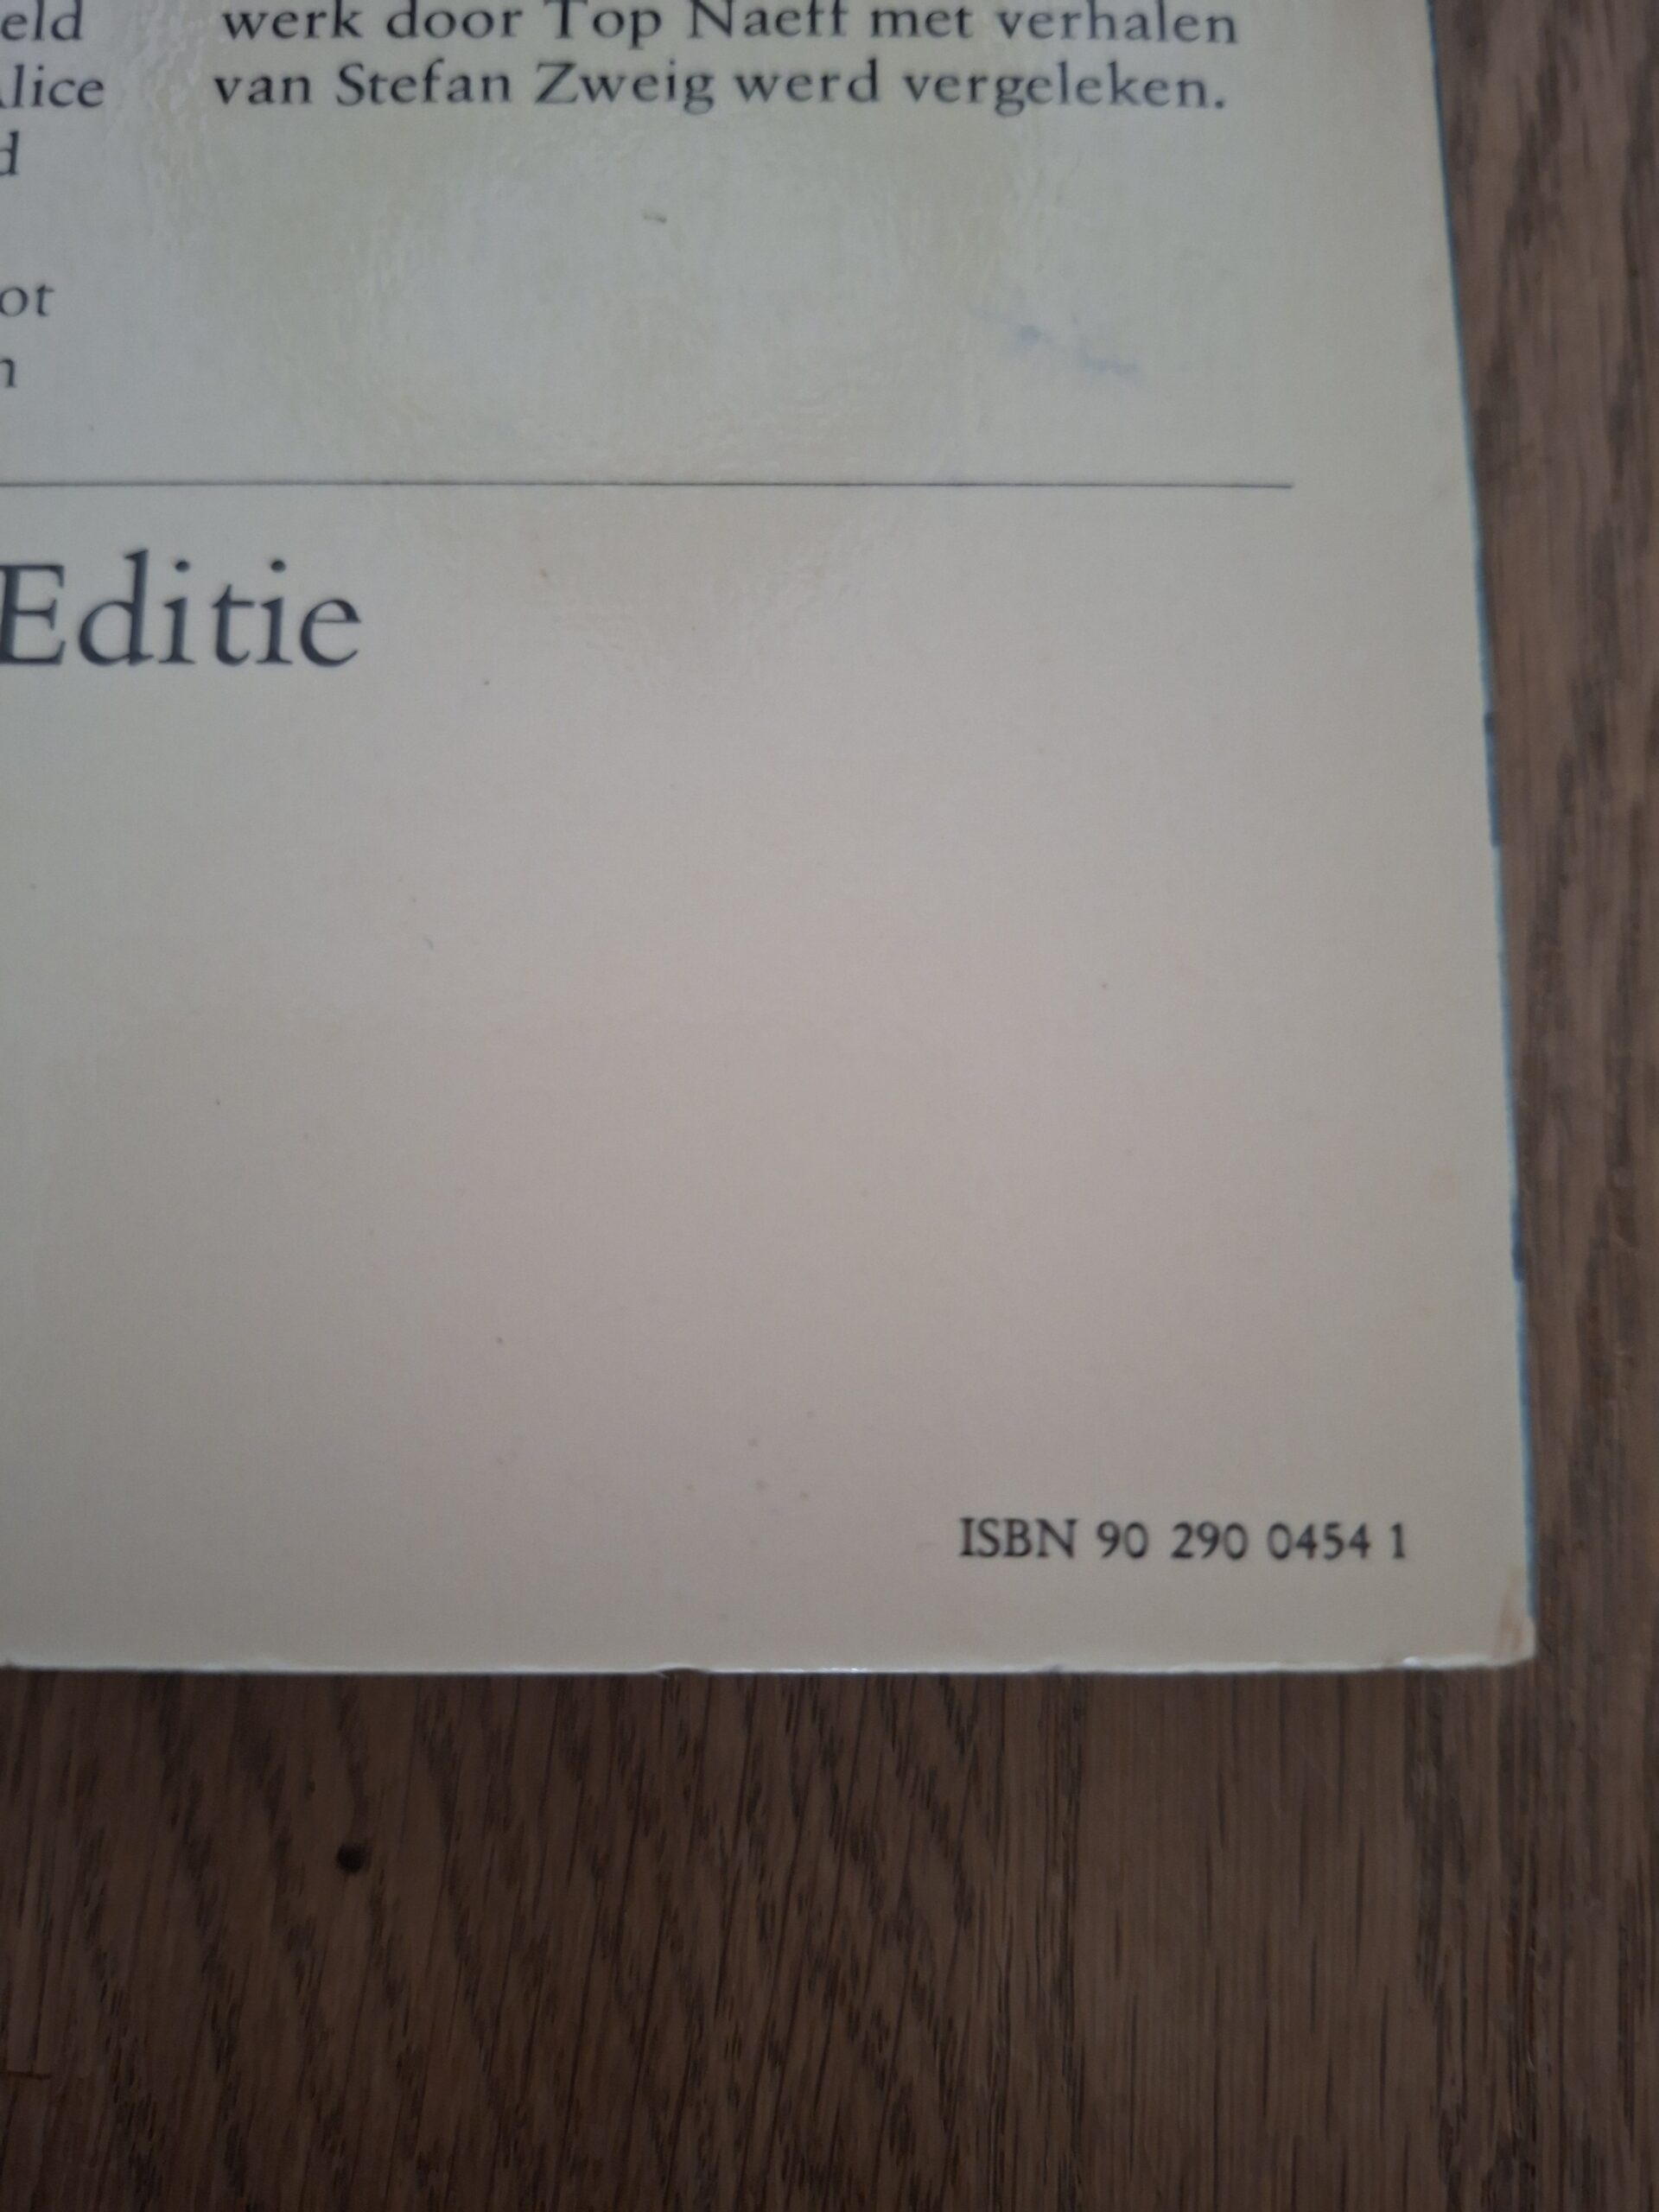 eld
lice
d
ot
n
werk door Top Naeff met verhalen
van Stefan Zweig werd vergeleken.
Editie
ISBN 90 290 0454 1